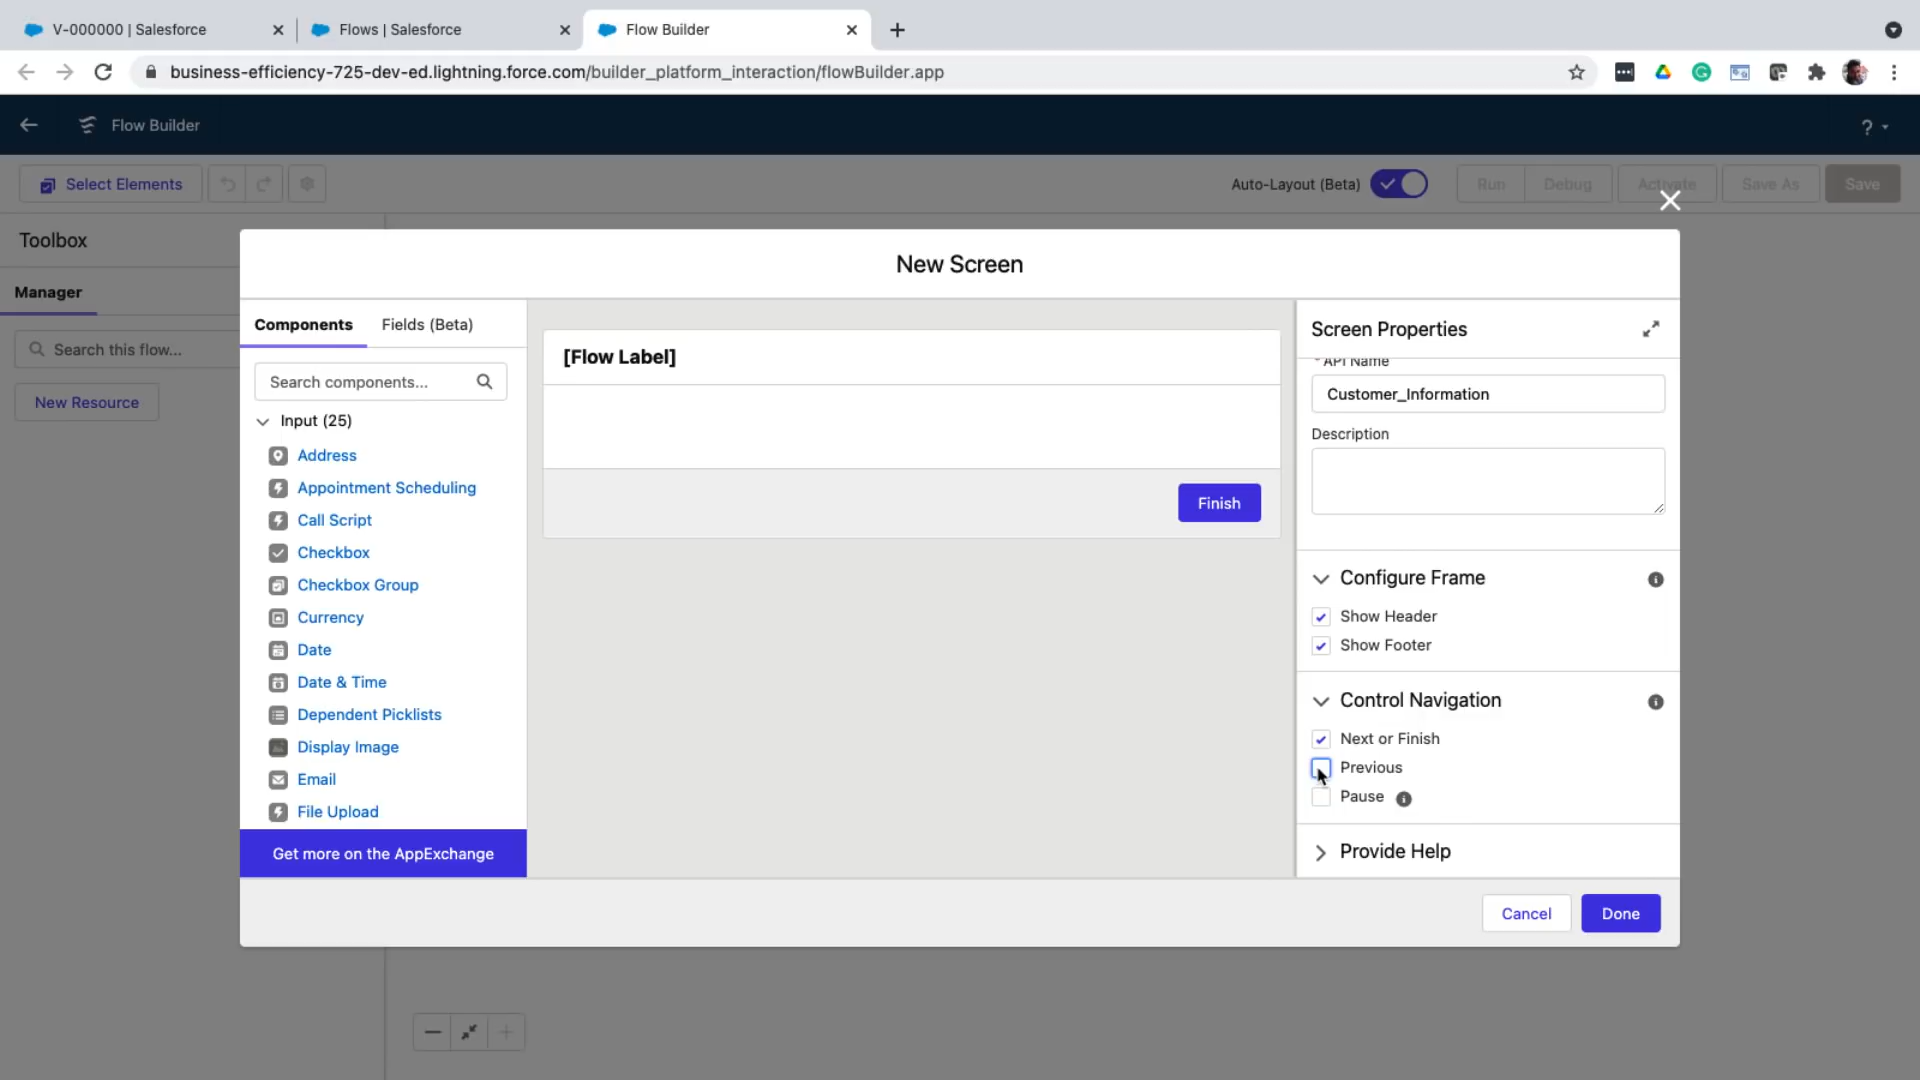 V-000000 | Salesforce
Flows | Salesforce
Flow Builder
business-efficiency-725-dev-ed.lightning.force.com/builder_platform_interaction/flowBuilder.app
Flow Builder
?
Select Elements
Auto-Layout (Beta)
Run
Debug
Activate
Save As
Save
Toolbox
Manager
Search this flow...
New Resource
New Screen
Components
Fields (Beta)
Search components...
Input (25)
Address
Appointment Scheduling
Call Script
Checkbox
Checkbox Group
Currency
Date
Date & Time
Dependent Picklists
Display Image
Email
File Upload
Get more on the AppExchange
[Flow Label]
Finish
Screen Properties
* API Name
Customer_Information
Description
Configure Frame
Show Header
Show Footer
Control Navigation
Next or Finish
Previous
Pause
Provide Help
Cancel
Done